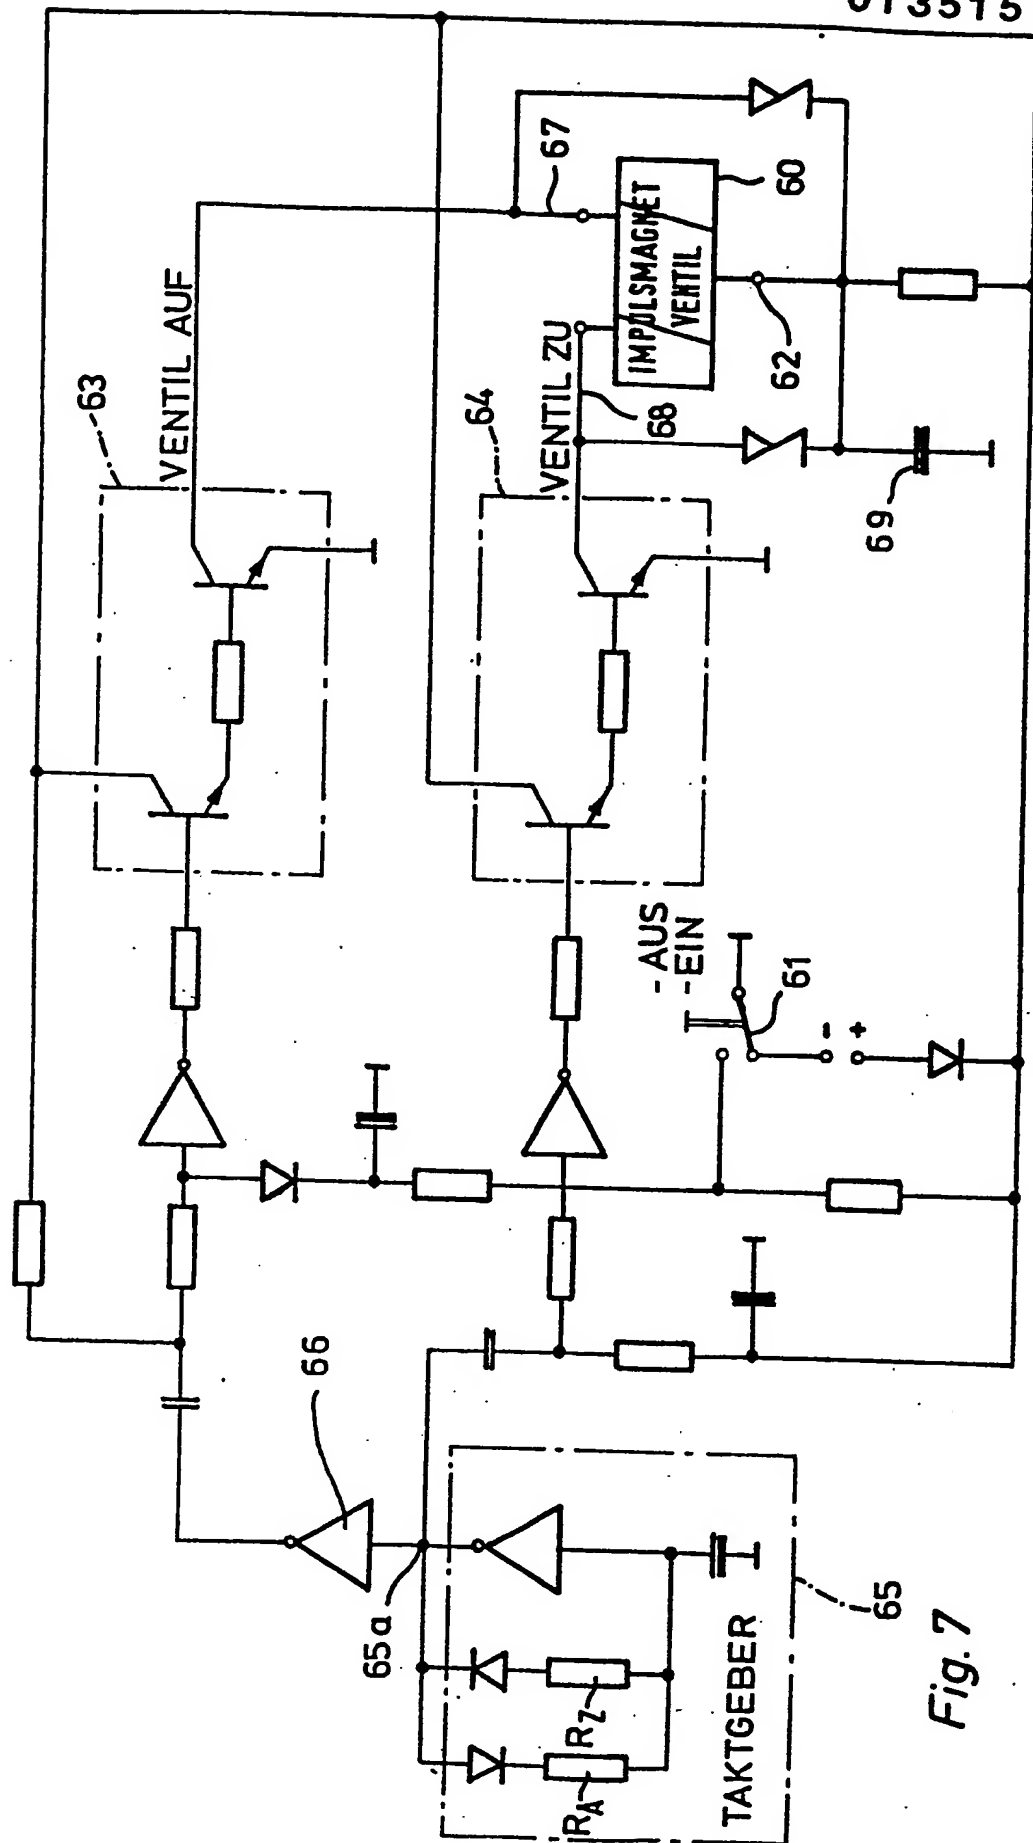 013515
63
VENTIL AUF
67
64
VENTIL ZU
IMPULSMAGNET
VENTIL
60
68
62
69
- AUS
- EIN
61
-
+
66
65a
R_A
R_Z
TAKTGEBER
65
Fig. 7